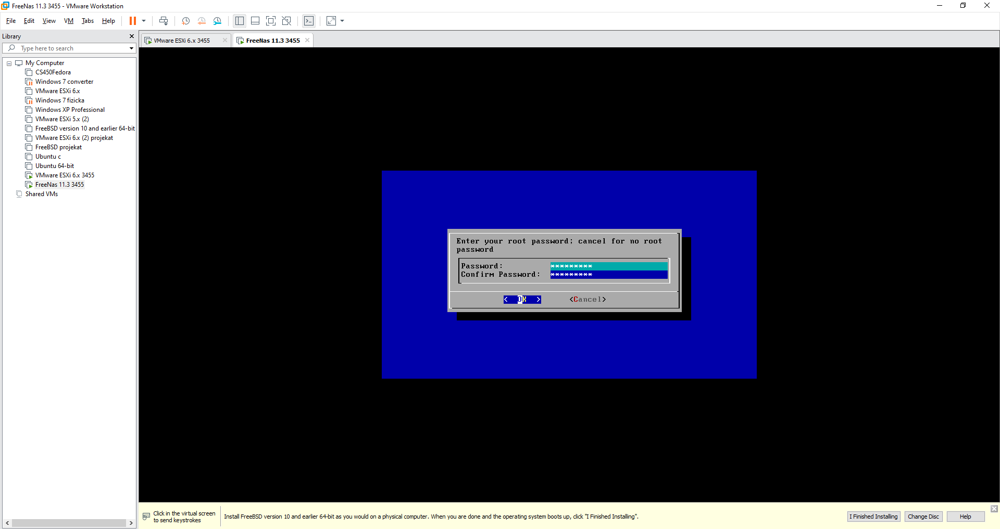 FreeNas 11.3 3455 - VMware Workstation
File Edit View VM Tabs Help
Library
Type here to search
My Computer
CS450Fedora
Windows 7 converter
VMware ESXi 6.x
Windows 7 fizicka
Windows XP Professional
VMware ESXi 5.x (2)
FreeBSD version 10 and earlier 64-bit
VMware ESXi 6.x (2) projekat
FreeBSD projekat
Ubuntu c
Ubuntu 64-bit
VMware ESXi 6.x 3455
FreeNas 11.3 3455
Shared VMs
VMware ESXi 6.x 3455 FreeNas 11.3 3455
Enter your root password; cancel for no root
password
Password: *********
Confirm Password: *********
< OK > <Cancel>
Click in the virtual screen
to send keystrokes
Install FreeBSD version 10 and earlier 64-bit as you would on a physical computer. When you are done and the operating system boots up, click "I Finished Installing".
I Finished Installing Change Disc Help